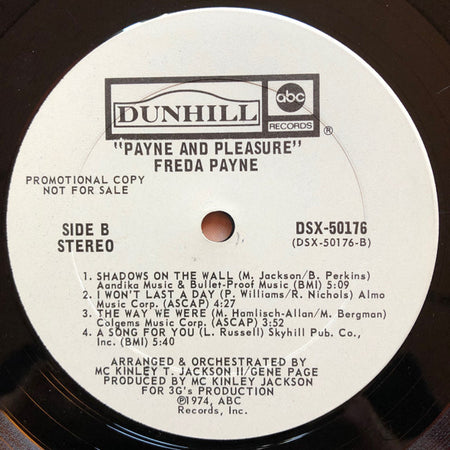 DUNHILL
abc
RECORDS
®
"PAYNE AND PLEASURE"
FREDA PAYNE
PROMOTIONAL COPY
NOT FOR SALE
SIDE B
STEREO
DSX-50176
(DSX-50176-B)
1. SHADOWS ON THE WALL (M. Jackson/B. Perkins)
Aandika Music & Bullet-Proof Music (BMI) 5:09
2. I WON'T LAST A DAY (P. Williams/R. Nichols) Almo
Music Corp. (ASCAP) 4:27
3. THE WAY WE WERE (M. Hamlisch-Allan/M. Bergman)
Colgems Music Corp. (ASCAP) 3:52
4. A SONG FOR YOU (L. Russell) Skyhill Pub. Co.,
Inc. (BMI) 5:40
ARRANGED & ORCHESTRATED BY
MC KINLEY T. JACKSON II/GENE PAGE
PRODUCED BY MC KINLEY JACKSON
FOR 3G's PRODUCTION
℗1974, ABC
Records, Inc.